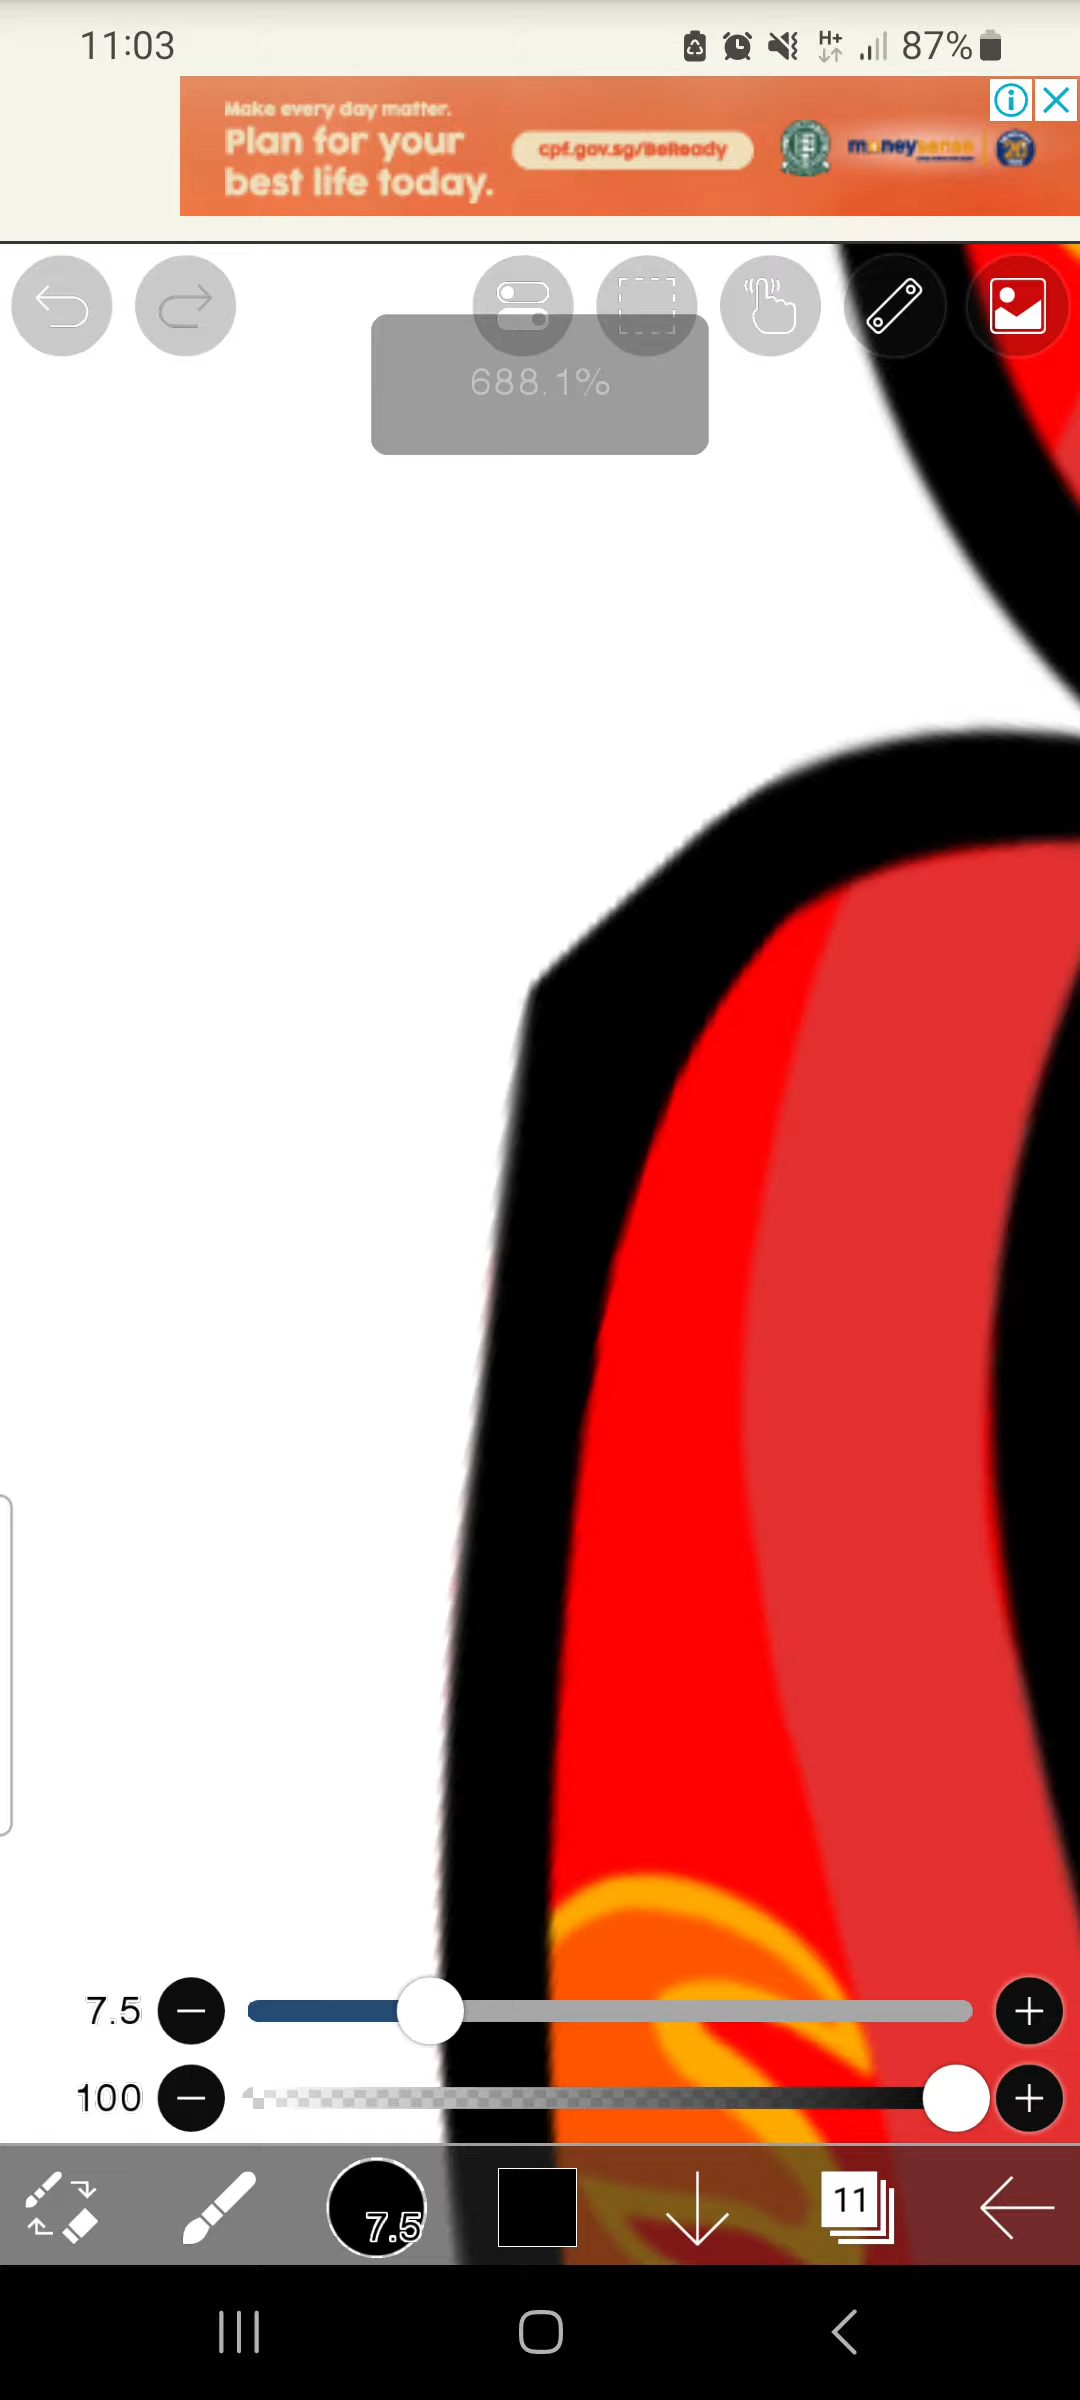 11:03
H+
87%
Make every day matter.
Plan for your
best life today.
cpf.gov.sg/BeReady
moneysense
688.1%
7.5
100
7.5
11